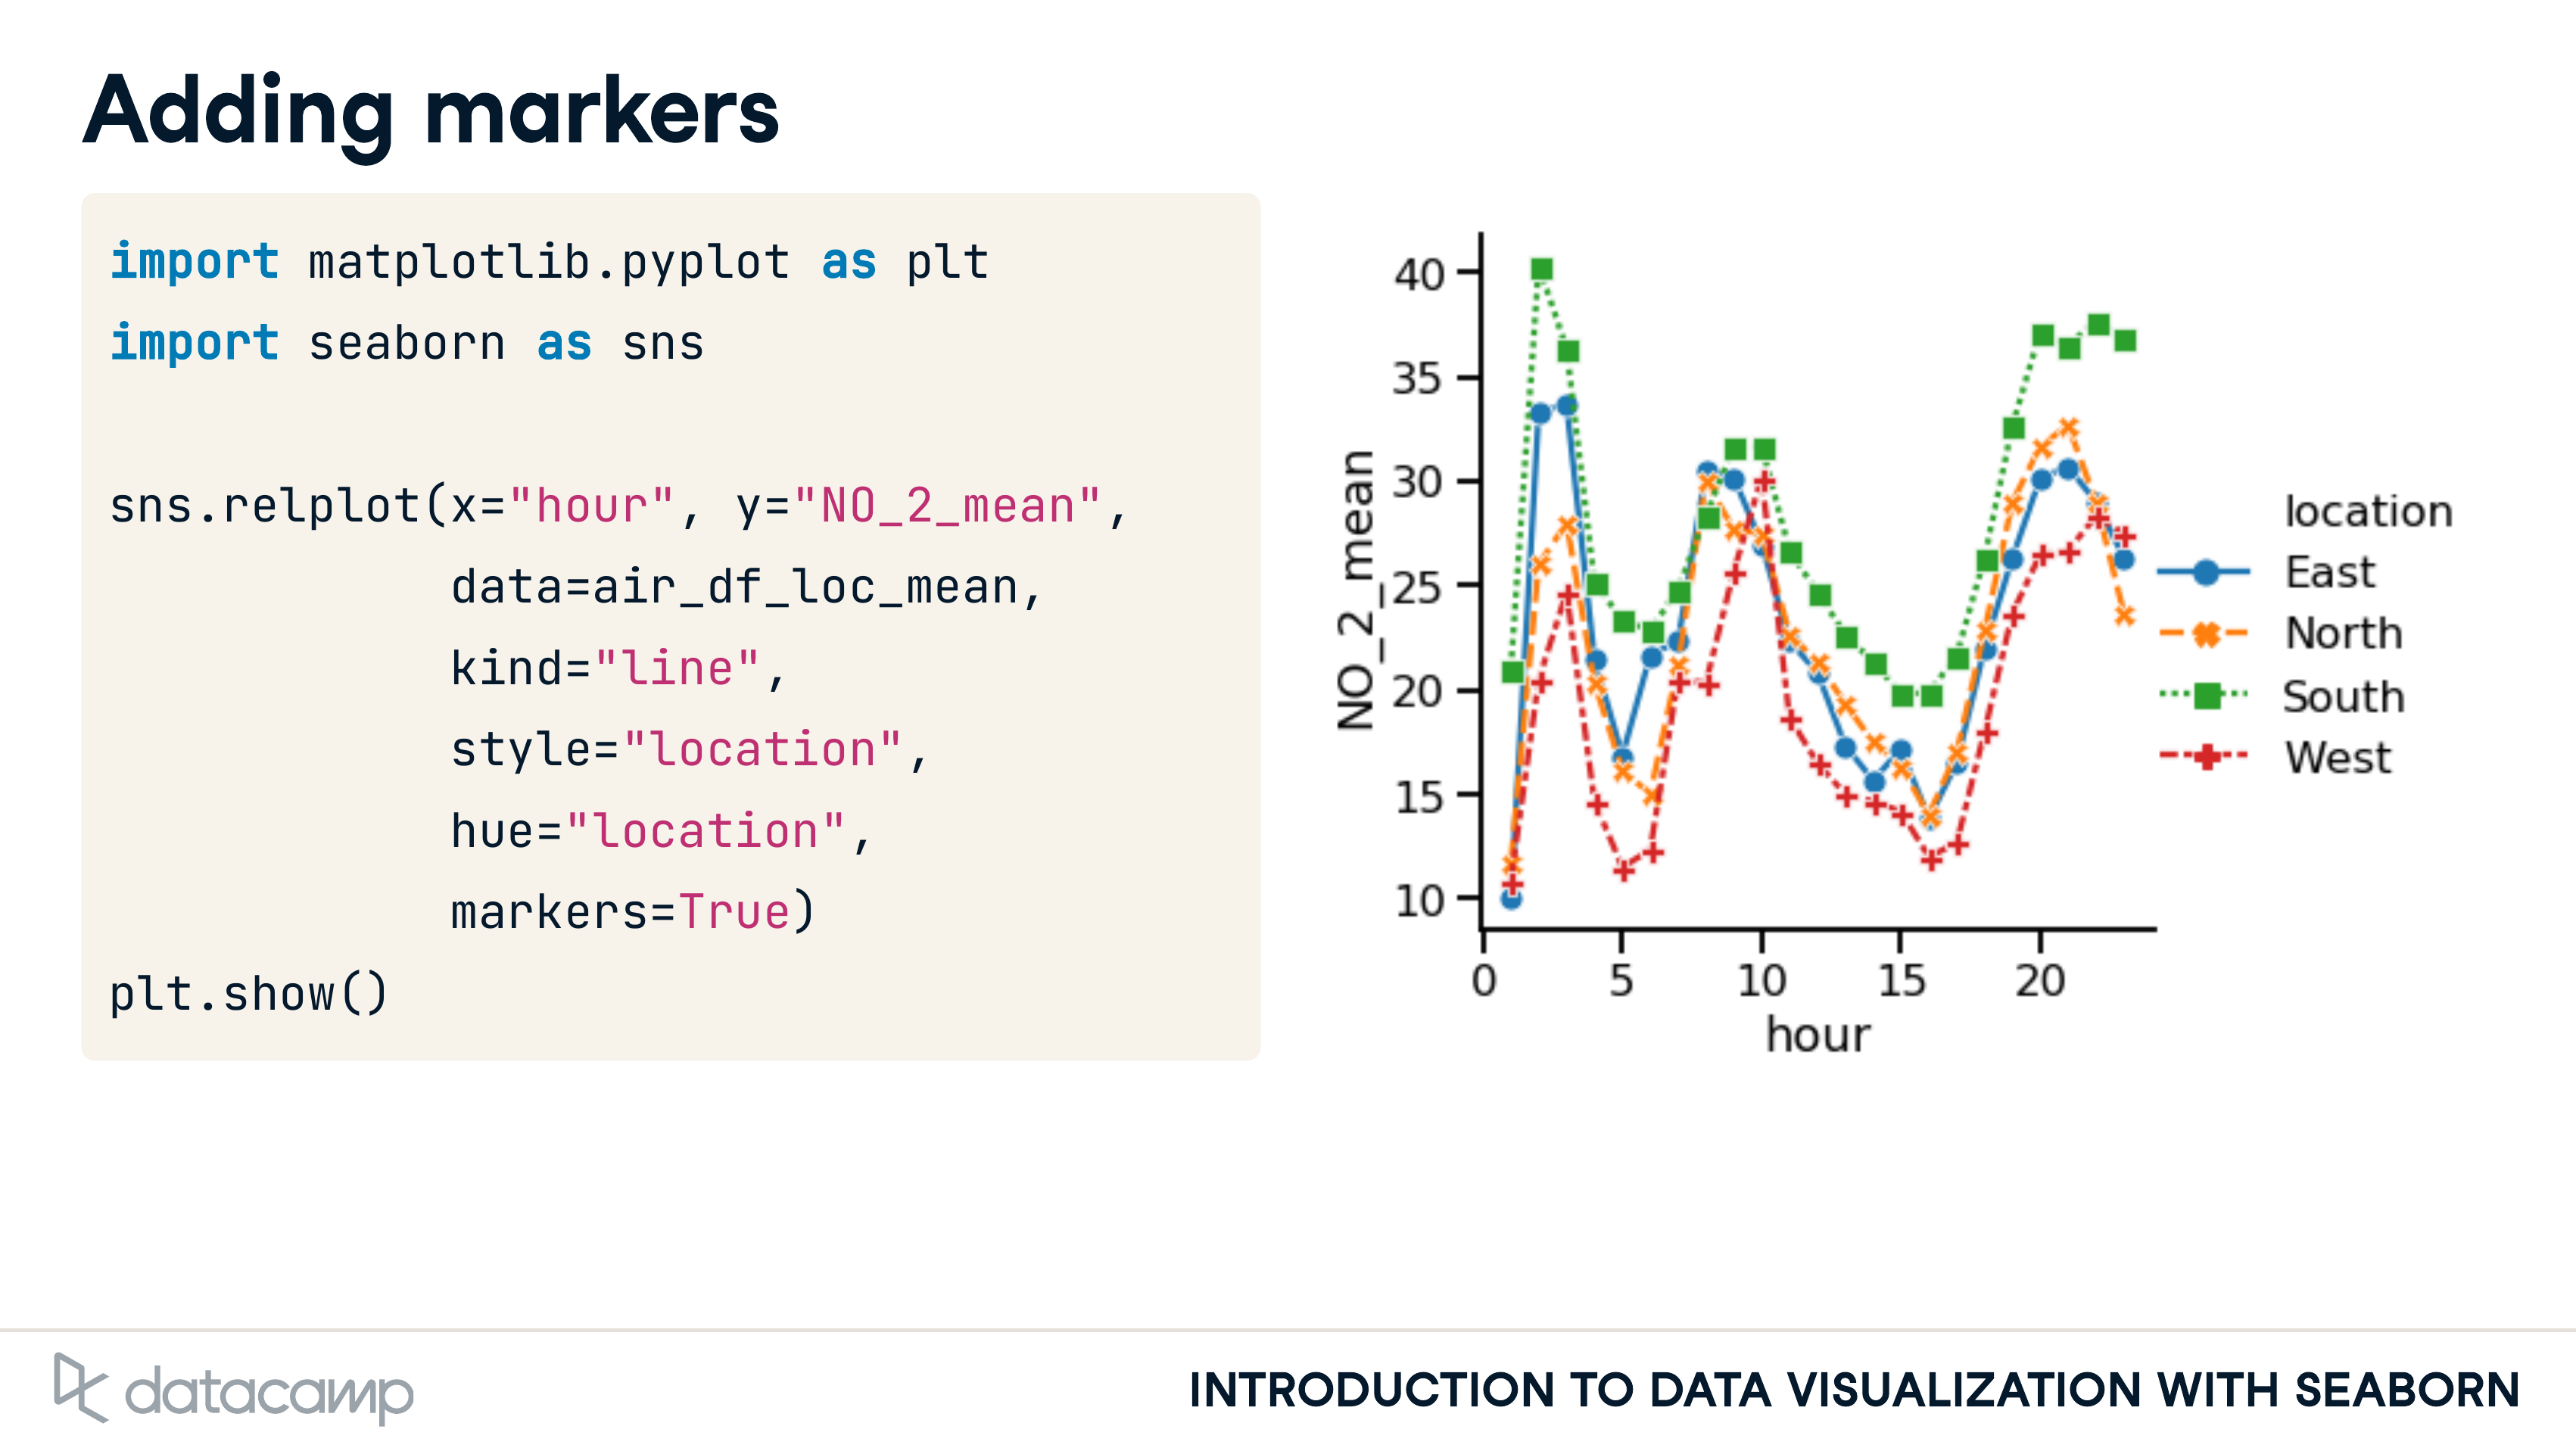 Adding markers
import matplotlib.pyplot as plt
import seaborn as sns
sns.relplot(x="hour", y="NO_2_mean",
            data=air_df_loc_mean,
            kind="line",
            style="location",
            hue="location",
            markers=True)
plt.show()
40
35
30
25
20
15
10
NO_2_mean
0 5 10 15 20
hour
location
East
North
South
West
datacamp
INTRODUCTION TO DATA VISUALIZATION WITH SEABORN